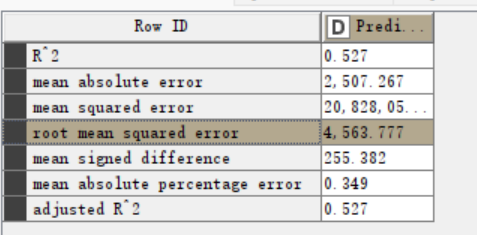 Row ID D Predi...
R^2 0.527
mean absolute error 2,507.267
mean squared error 20,828,05...
root mean squared error 4,563.777
mean signed difference 255.382
mean absolute percentage error 0.349
adjusted R^2 0.527